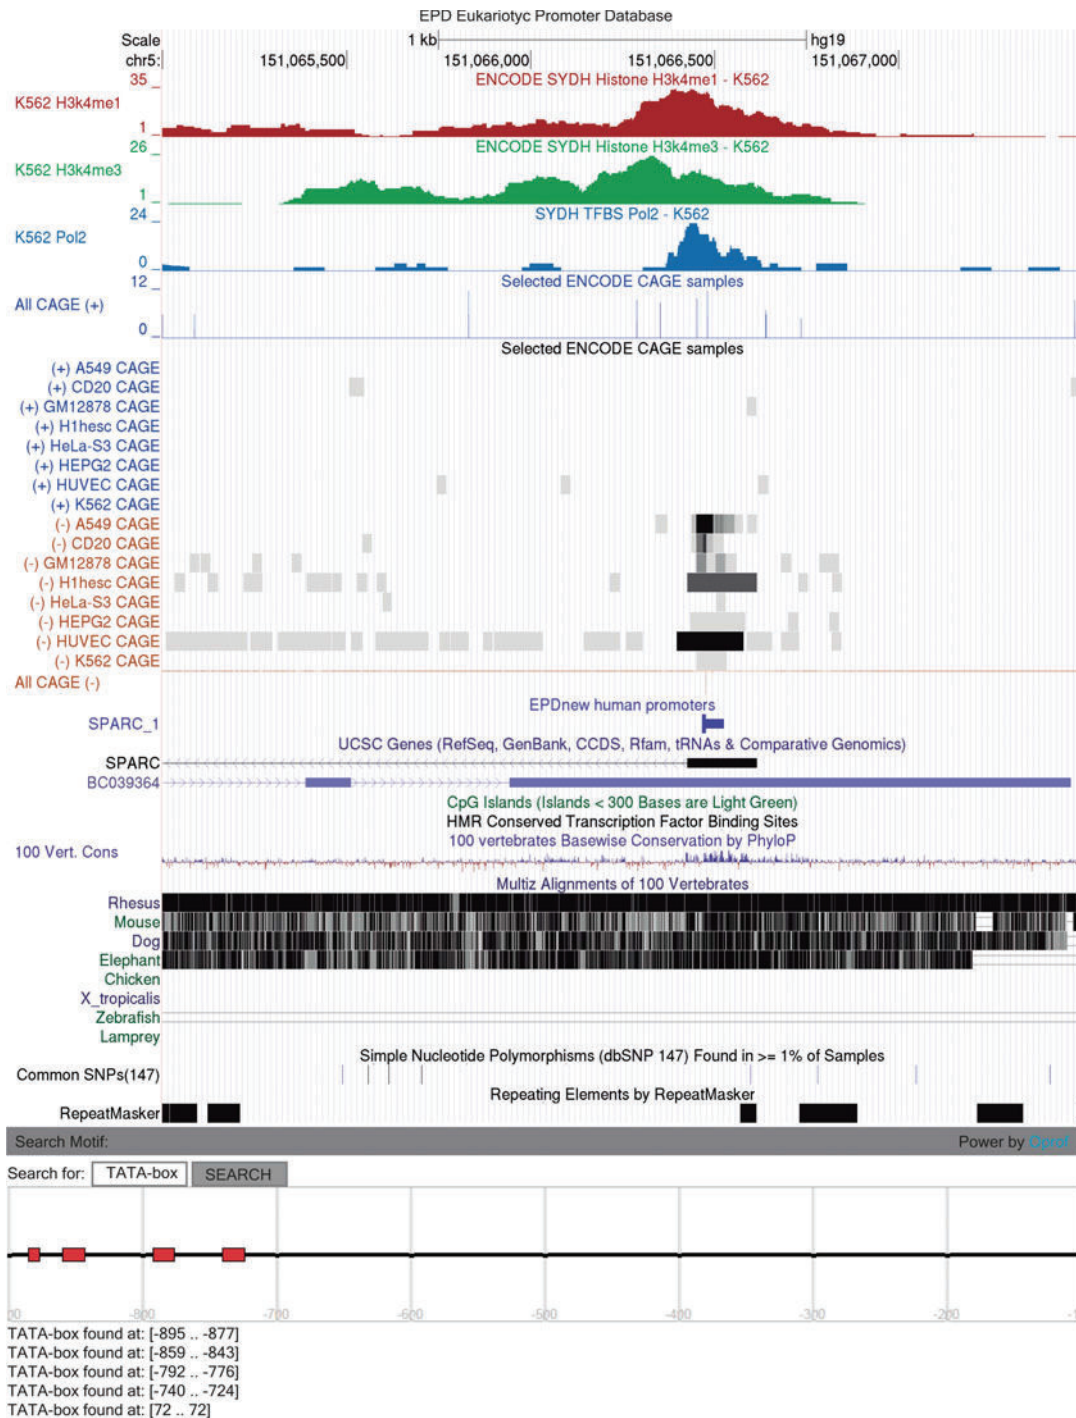 EPD Eukariotyc Promoter Database
Scale 1 kb hg19
chr5: 151,065,500 151,066,000 151,066,500 151,067,000
ENCODE SYDH Histone H3k4me1 - K562
35
K562 H3k4me1
1
ENCODE SYDH Histone H3k4me3 - K562
26
K562 H3k4me3
1
SYDH TFBS Pol2 - K562
24
K562 Pol2
0
Selected ENCODE CAGE samples
12
All CAGE (+)
0
Selected ENCODE CAGE samples
(+) A549 CAGE
(+) CD20 CAGE
(+) GM12878 CAGE
(+) H1hesc CAGE
(+) HeLa-S3 CAGE
(+) HEPG2 CAGE
(+) HUVEC CAGE
(+) K562 CAGE
(-) A549 CAGE
(-) CD20 CAGE
(-) GM12878 CAGE
(-) H1hesc CAGE
(-) HeLa-S3 CAGE
(-) HEPG2 CAGE
(-) HUVEC CAGE
(-) K562 CAGE
All CAGE (-)
EPDnew human promoters
SPARC_1
UCSC Genes (RefSeq, GenBank, CCDS, Rfam, tRNAs & Comparative Genomics)
SPARC
BC039364
CpG Islands (Islands < 300 Bases are Light Green)
HMR Conserved Transcription Factor Binding Sites
100 vertebrates Basewise Conservation by PhyloP
100 Vert. Cons
Multiz Alignments of 100 Vertebrates
Rhesus
Mouse
Dog
Elephant
Chicken
X_tropicalis
Zebrafish
Lamprey
Simple Nucleotide Polymorphisms (dbSNP 147) Found in >= 1% of Samples
Common SNPs(147)
Repeating Elements by RepeatMasker
RepeatMasker
Search Motif: Power by Oprof
Search for: TATA-box SEARCH
-800 -700 -600 -500 -400 -300 -200
TATA-box found at: [-895 .. -877]
TATA-box found at: [-859 .. -843]
TATA-box found at: [-792 .. -776]
TATA-box found at: [-740 .. -724]
TATA-box found at: [72 .. 72]